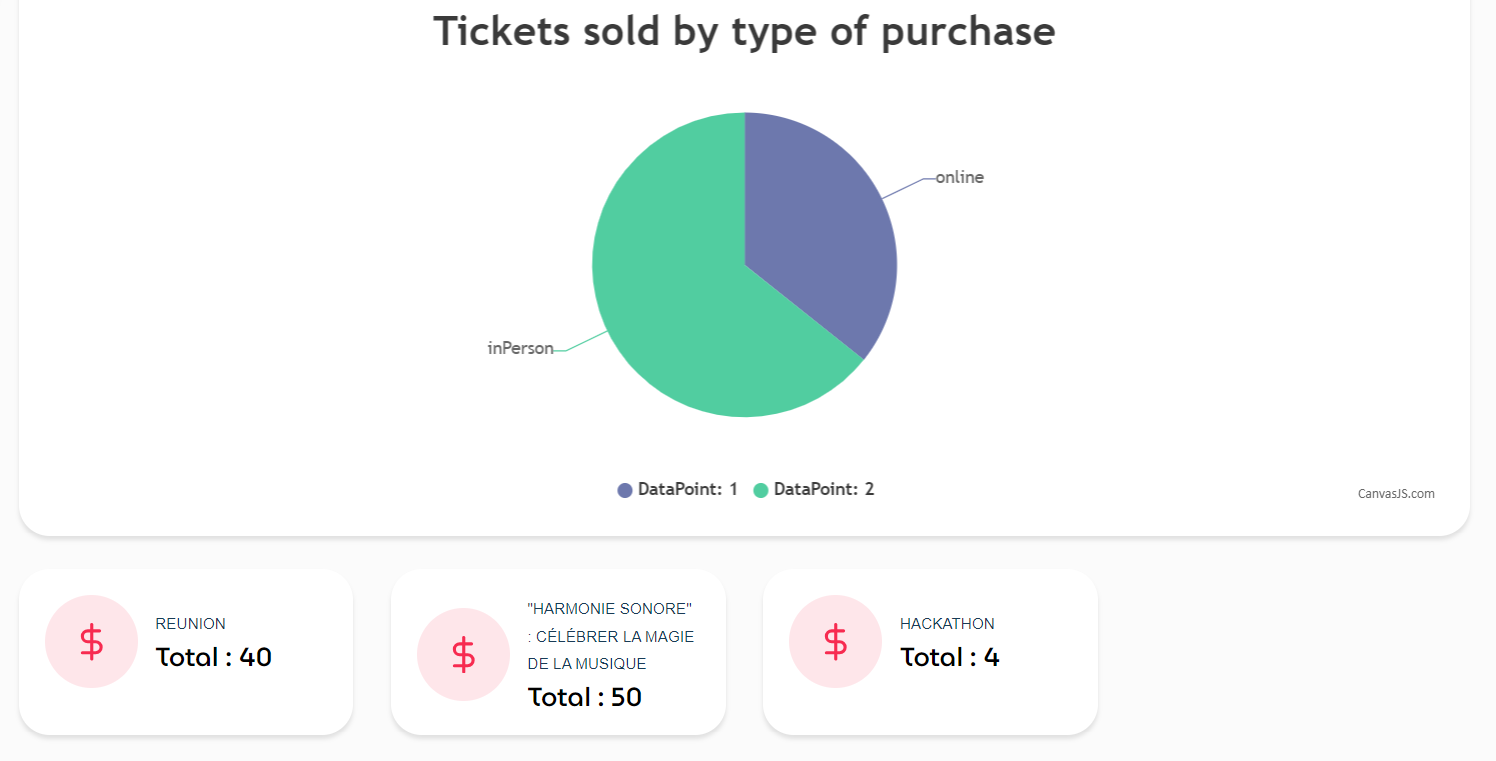 Tickets sold by type of purchase
online
inPerson
DataPoint: 1 DataPoint: 2
CanvasJS.com
REUNION
Total : 40
"HARMONIE SONORE"
: CÉLÉBRER LA MAGIE
DE LA MUSIQUE
Total : 50
HACKATHON
Total : 4